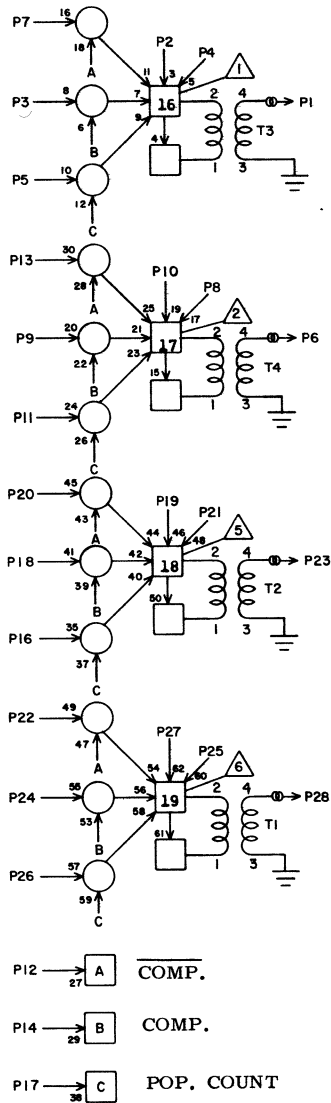 P7 16
18
A
P2
P4
3
5
1
11
P3 8
7
16
2 4 P1
6
9
T3
B
4
P5 10
1 3
12
C
P13 30
28
A
P10
P8
19
17
2
25
P9 20
21
17
2 4 P6
22
23
T4
B
15
P11 24
1 3
26
C
P20 45
43
A
P19
P21
46
48
5
44
P18 41
42
18
2 4 P23
39
40
T2
B
50
P16 35
1 3
37
C
P22 49
47
A
P27
P25
62
60
6
54
P24 55
56
19
2 4 P28
53
58
T1
B
61
P26 57
1 3
59
C
P12 27 A COMP.
P14 29 B COMP.
P17 38 C POP. COUNT